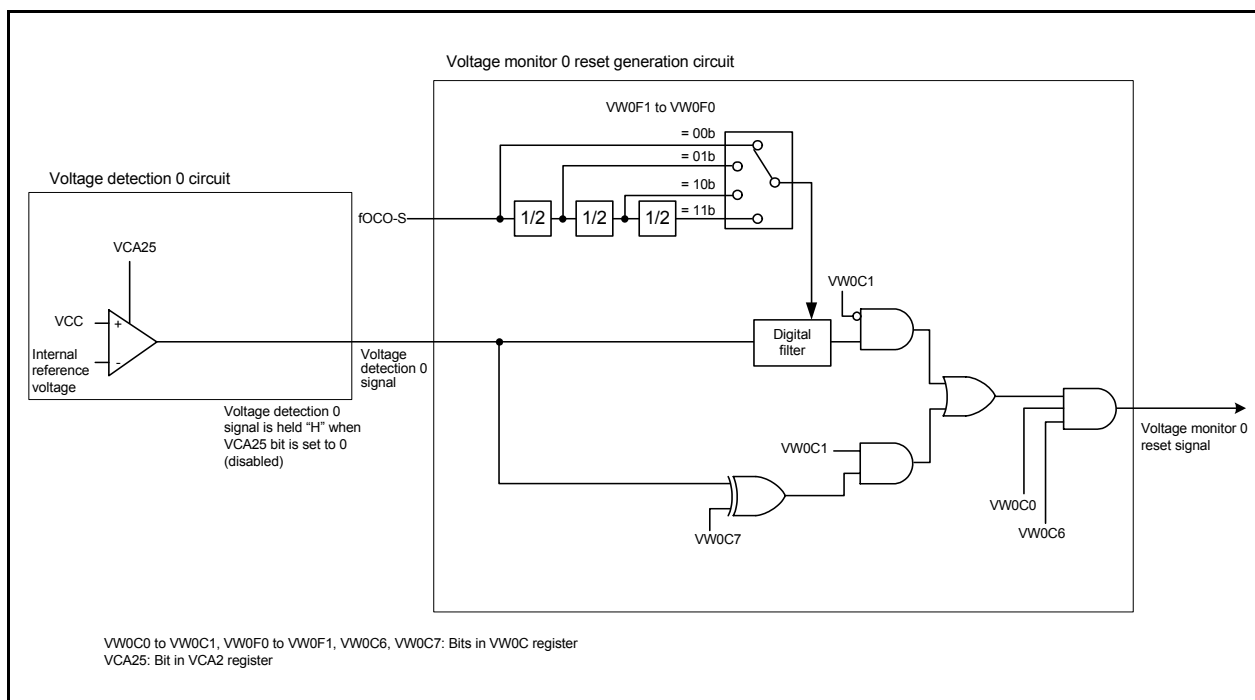 Voltage monitor 0 reset generation circuit
VW0F1 to VW0F0
= 00b
= 01b
= 10b
= 11b
Voltage detection 0 circuit
fOCO-S
1/2
1/2
1/2
VCA25
VCC
+
-
Internal
reference
voltage
Voltage
detection 0
signal
Voltage detection 0
signal is held “H” when
VCA25 bit is set to 0
(disabled)
Digital
filter
VW0C1
VW0C1
VW0C7
VW0C0
VW0C6
Voltage monitor 0
reset signal
VW0C0 to VW0C1, VW0F0 to VW0F1, VW0C6, VW0C7: Bits in VW0C register
VCA25: Bit in VCA2 register